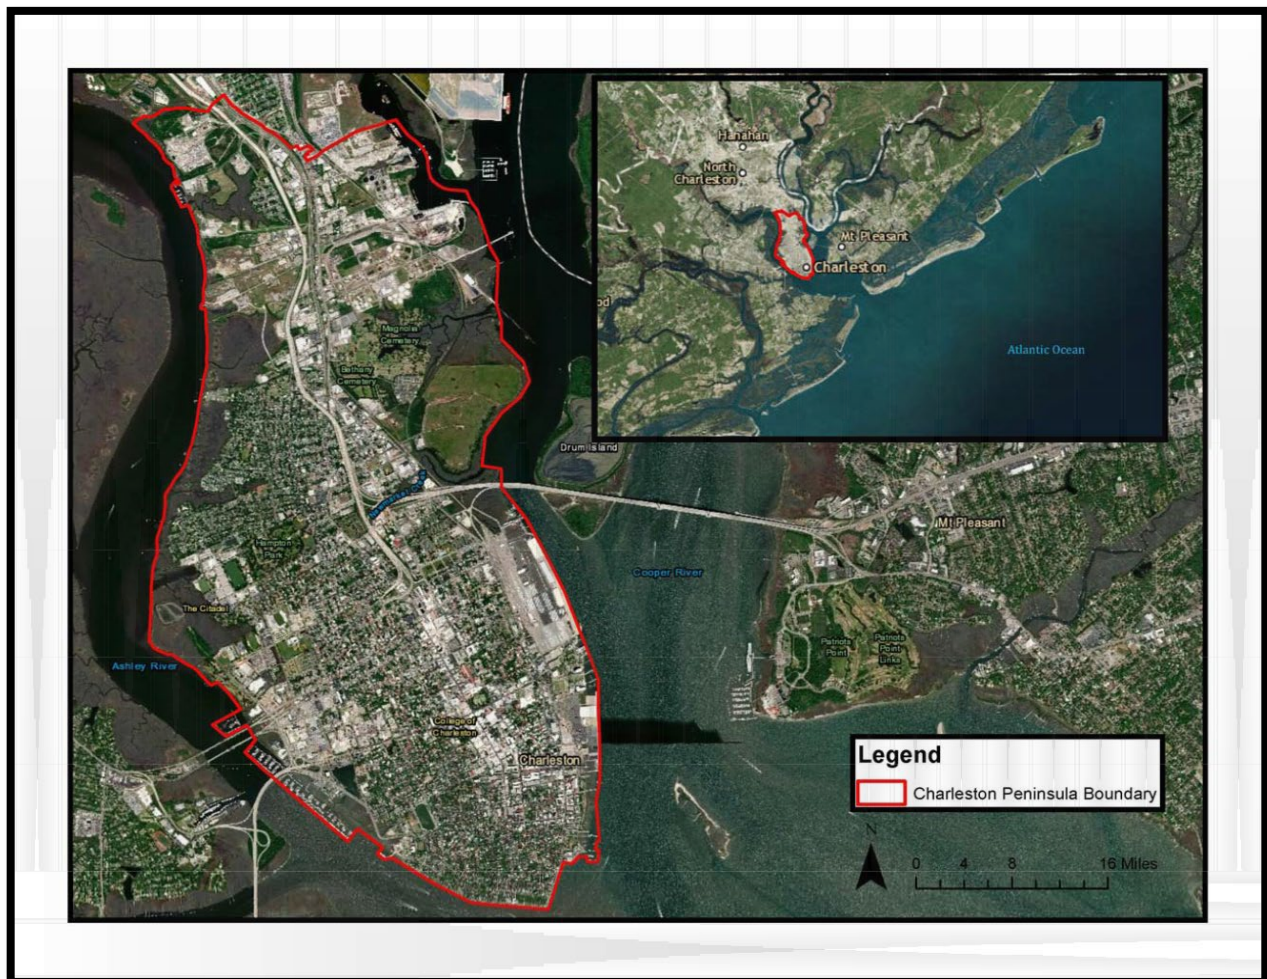 Hanahan
North
Charleston
Mt Pleasant
Charleston
od
Atlantic Ocean
Magnolia
Cemetery
Bethany
Cemetery
Drum Island
Mt Pleasant
Hampton
Park
Cooper River
The Citadel
Ashley River
Patriots
Point
Patriots
Point
Links
College of
Charleston
Charleston
Legend
Charleston Peninsula Boundary
N
0 4 8 16 Miles